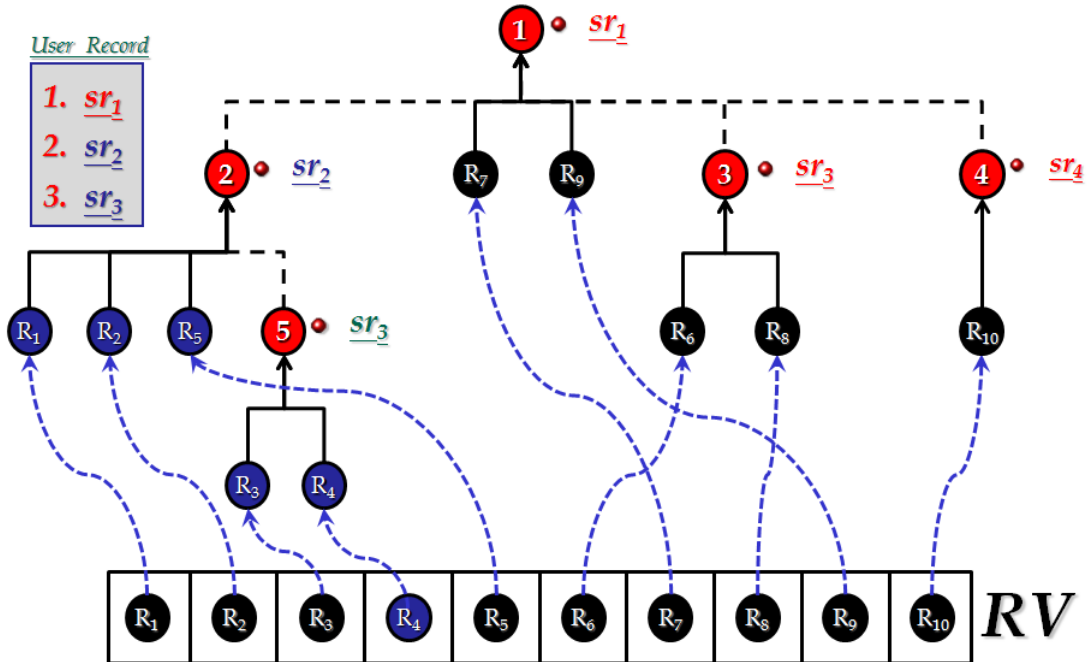 1 sr₁
User Record
1. sr₁
2. sr₂
3. sr₃
2 sr₂ R₇ R₉ 3 sr₃ 4 sr₄
R₁ R₂ R₅ 5 sr₃ R₆ R₈ R₁₀
R₃ R₄
R₁ R₂ R₃ R₄ R₅ R₆ R₇ R₈ R₉ R₁₀ RV